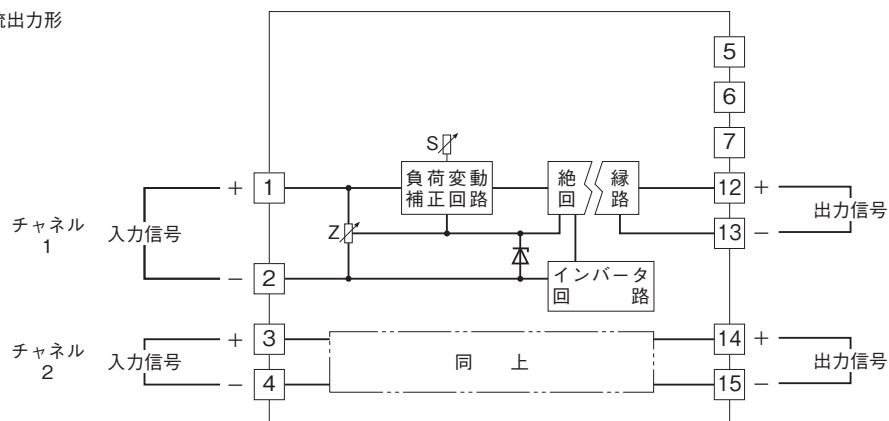 流出力形
5
6
7
S
負荷変動
補正回路
絶 縁
回 路
+ 1
12 +
チャネル
1
入力信号
Z
出力信号
13 −
− 2
インバータ
回 路
+ 3
14 +
チャネル
2
入力信号
同 上
出力信号
− 4
15 −